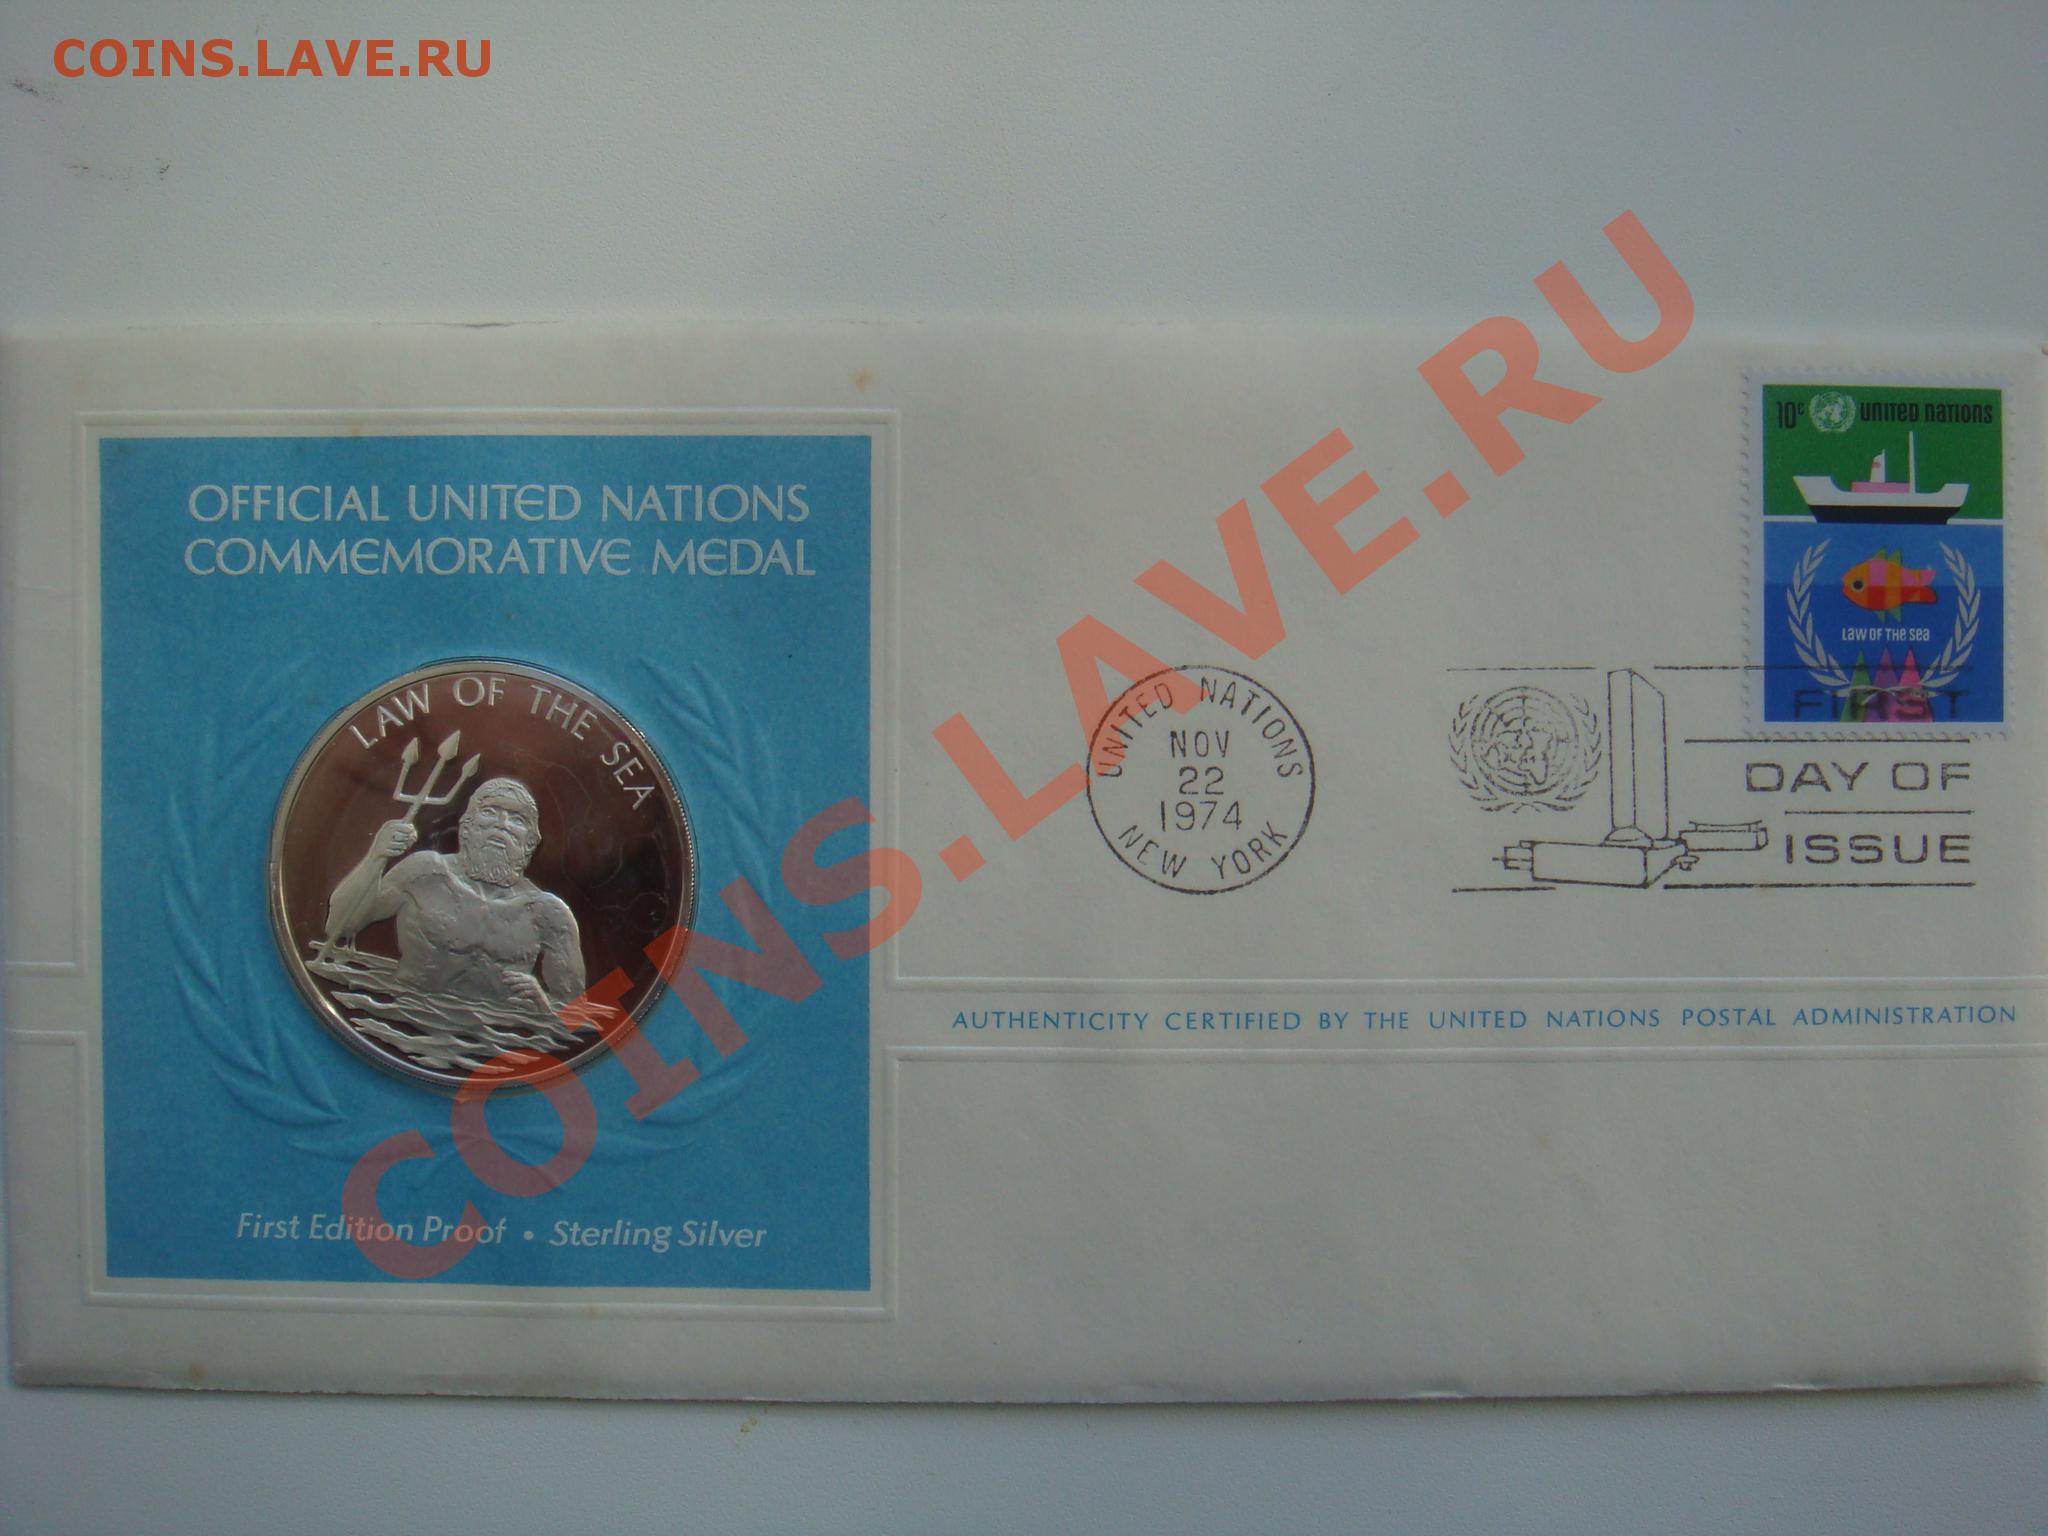 COINS.LAVE.RU
OFFICIAL UNITED NATIONS
COMMEMORATIVE MEDAL
LAW OF THE SEA
First Edition Proof • Sterling Silver
UNITED NATIONS
NOV
22
1974
NEW YORK
10c UNITED NATIONS
LAW OF THE SEA
FIRST
DAY OF
ISSUE
AUTHENTICITY CERTIFIED BY THE UNITED NATIONS POSTAL ADMINISTRATION
COINS.LAVE.RU